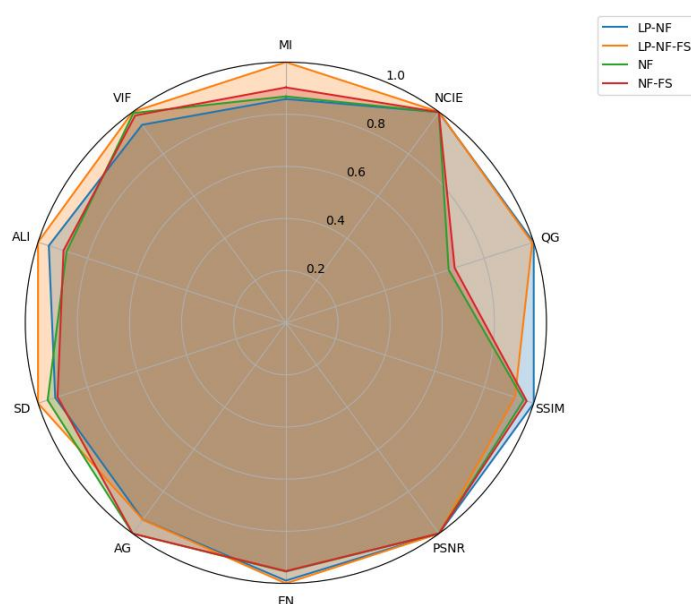 LP-NF
LP-NF-FS
NF
NF-FS
MI
1.0
VIF
NCIE
0.8
0.6
0.4
ALI
QG
0.2
SD
SSIM
AG
PSNR
EN